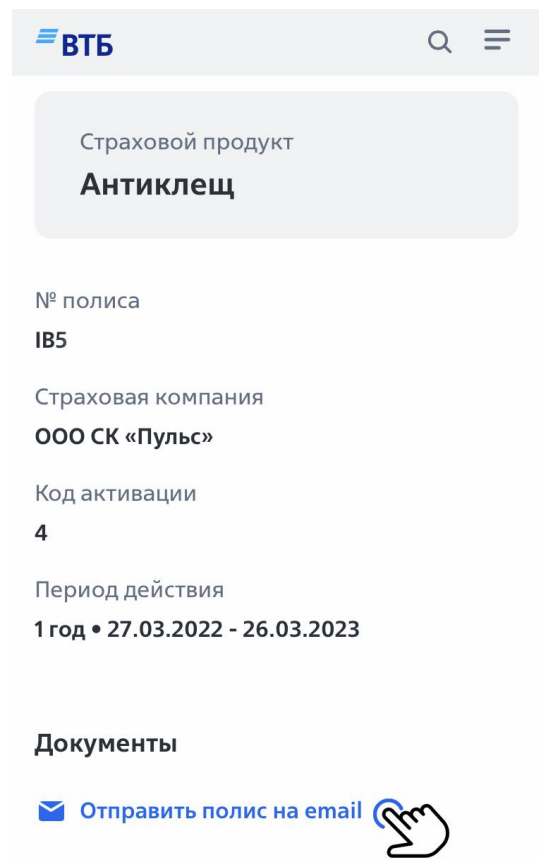 ВТБ
Страховой продукт
Антиклещ
№ полиса
IB5
Страховая компания
ООО СК «Пульс»
Код активации
4
Период действия
1 год • 27.03.2022 - 26.03.2023
Документы
Отправить полис на email